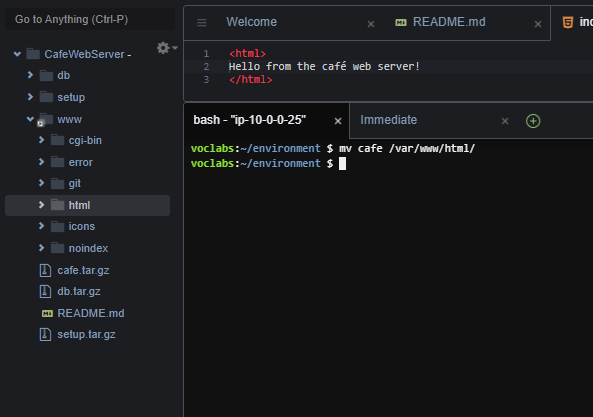 Go to Anything (Ctrl-P)
CafeWebServer -
db
setup
www
cgi-bin
error
git
html
icons
noindex
cafe.tar.gz
db.tar.gz
README.md
setup.tar.gz
Welcome
README.md
1 <html>
2 Hello from the café web server!
3 </html>
bash - "ip-10-0-0-25"
Immediate
voclabs:~/environment $ mv cafe /var/www/html/
voclabs:~/environment $